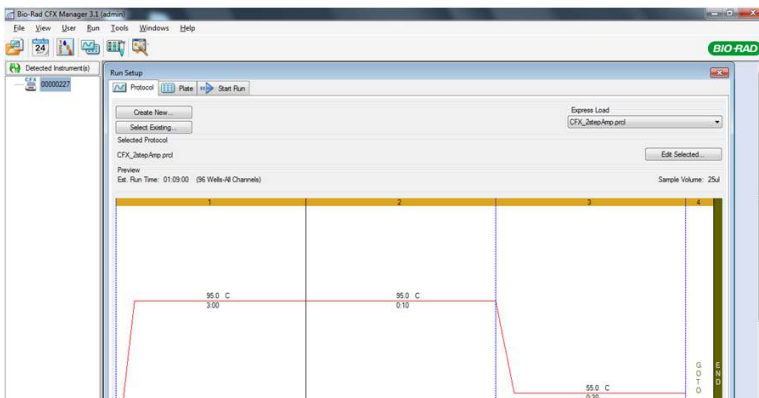 Bio-Rad CFX Manager 3.1 (admin)
File View User Run Tools Windows Help
24
BIO-RAD
Detected Instrument(s)
CFX
00000227
Run Setup
Protocol Plate Start Run
Create New...
Express Load
CFX_2stepAmp.prcl
Select Existing...
Selected Protocol
CFX_2stepAmp.prcl
Edit Selected...
Preview
Est. Run Time: 01:09:00 (96 Wells-All Channels)
Sample Volume: 25ul
1 2 3 4
95.0 C 95.0 C
3:00 0:10
55.0 C
0:30
GOTO
END